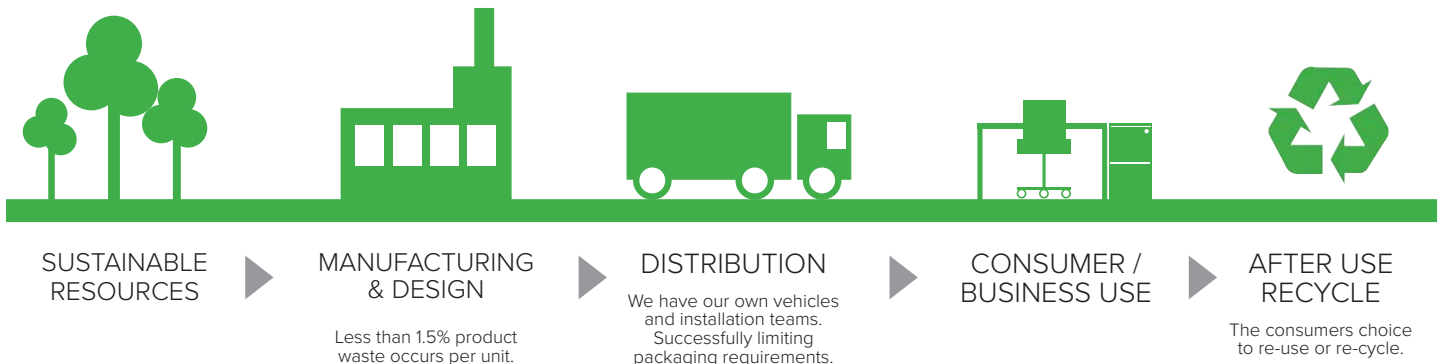 SUSTAINABLE
RESOURCES
MANUFACTURING
& DESIGN
Less than 1.5% product
waste occurs per unit.
DISTRIBUTION
We have our own vehicles
and installation teams.
Successfully limiting
packaging requirements.
CONSUMER /
BUSINESS USE
AFTER USE
RECYCLE
The consumers choice
to re-use or re-cycle.